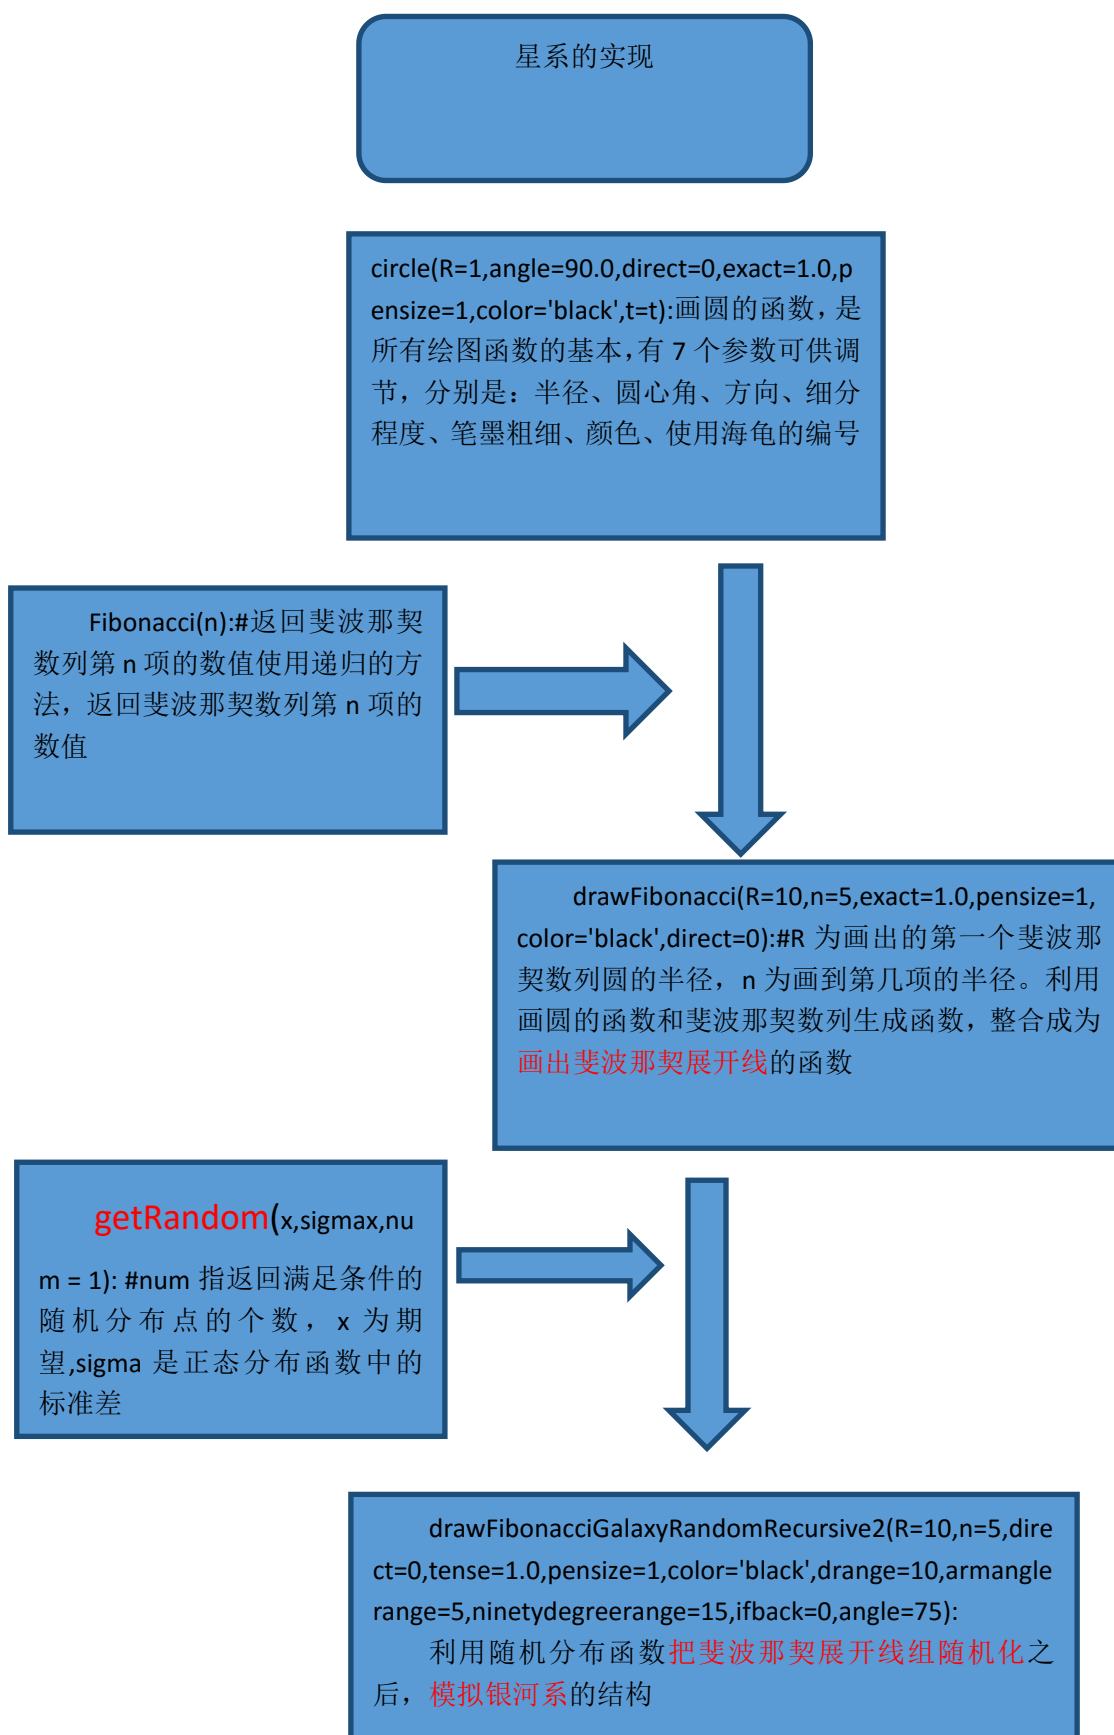 星系的实现
circle(R=1,angle=90.0,direct=0,exact=1.0,p
ensize=1,color='black',t=t):画圆的函数，是
所有绘图函数的基本，有 7 个参数可供调
节，分别是：半径、圆心角、方向、细分
程度、笔墨粗细、颜色、使用海龟的编号
Fibonacci(n):#返回斐波那契
数列第 n 项的数值使用递归的方
法，返回斐波那契数列第 n 项的
数值
drawFibonacci(R=10,n=5,exact=1.0,pensize=1,
color='black',direct=0):#R 为画出的第一个斐波那
契数列圆的半径，n 为画到第几项的半径。利用
画圆的函数和斐波那契数列生成函数，整合成为
画出斐波那契展开线的函数
getRandom(x,sigmax,nu
m = 1): #num 指返回满足条件的
随机分布点的个数，x 为期
望,sigma 是正态分布函数中的
标准差
drawFibonacciGalaxyRandomRecursive2(R=10,n=5,dire
ct=0,tense=1.0,pensize=1,color='black',drange=10,armangle
range=5,ninetydegreerange=15,ifback=0,angle=75):
利用随机分布函数把斐波那契展开线组随机化之
后，模拟银河系的结构